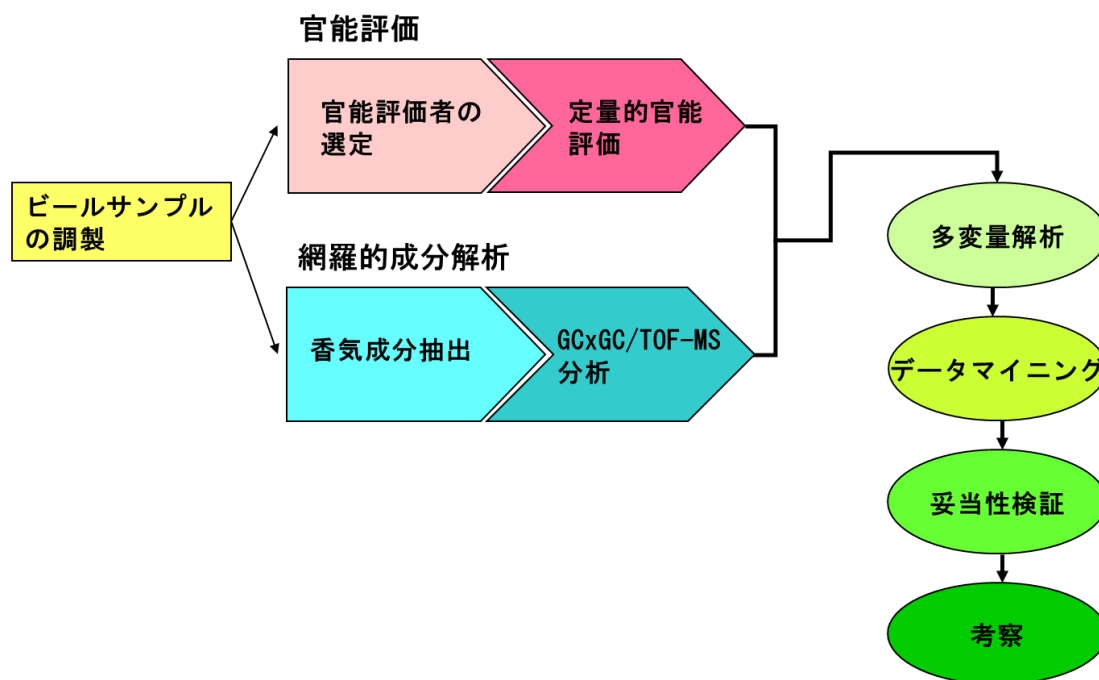 官能評価
官能評価者の
選定
定量的官能
評価
ビールサンプル
の調製
網羅的成分解析
香気成分抽出
GCxGC/TOF-MS
分析
多変量解析
データマイニング
妥当性検証
考察